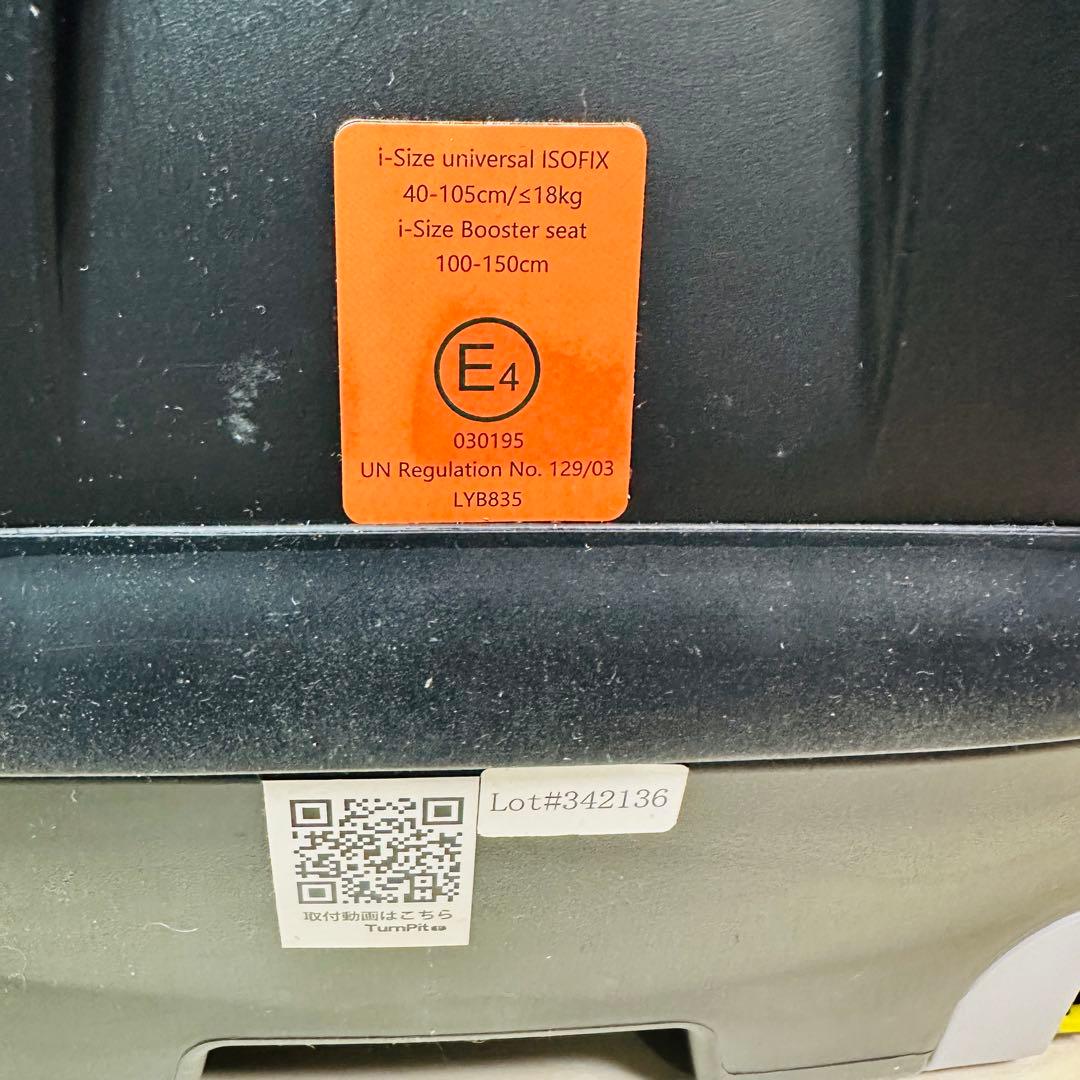 i-Size universal ISOFIX
40-105cm/≤18kg
i-Size Booster seat
100-150cm
E4
030195
UN Regulation No. 129/03
LYB835
Lot#342136
取付動画はこちら
TurnPit